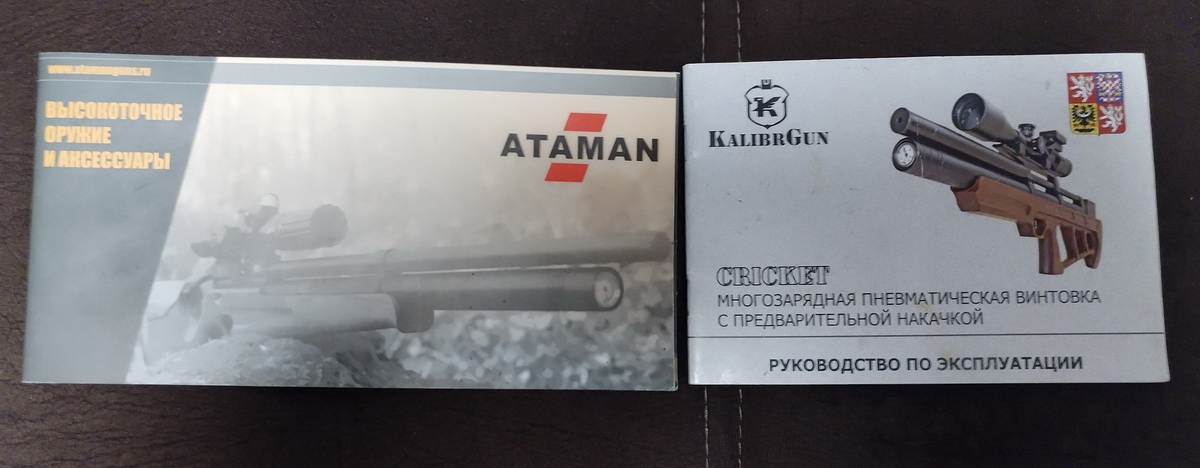 www.atamanguns.ru
ВЫСОКОТОЧНОЕ
ОРУЖИЕ
И АКСЕССУАРЫ
ATAMAN
K
KALIBRGUN
CRICKET
МНОГОЗАРЯДНАЯ ПНЕВМАТИЧЕСКАЯ ВИНТОВКА
С ПРЕДВАРИТЕЛЬНОЙ НАКАЧКОЙ
РУКОВОДСТВО ПО ЭКСПЛУАТАЦИИ